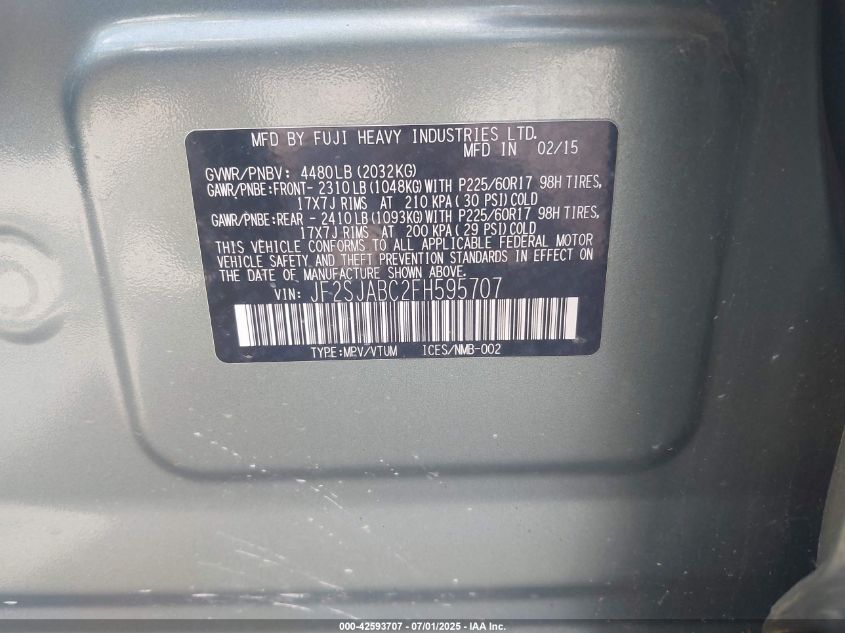 MFD BY FUJI HEAVY INDUSTRIES LTD.
MFD IN 02/15
GVWR/PNBV: 4480LB (2032KG)
GAWR/PNBE:FRONT- 2310LB (1048KG) WITH P225/60R17 98H TIRES,
17X7J RIMS AT 210 KPA ( 30 PSI) COLD
GAWR/PNBE:REAR - 2410LB (1093KG) WITH P225/60R17 98H TIRES,
17X7J RIMS AT 200 KPA ( 29 PSI) COLD
THIS VEHICLE CONFORMS TO ALL APPLICABLE FEDERAL MOTOR
VEHICLE SAFETY AND THEFT PREVENTION STANDARDS IN EFFECT ON
THE DATE OF MANUFACTURE SHOWN ABOVE.
VIN: JF2SJABC2FH595707
TYPE:MPV/VTUM ICES/NMB-002
000-42593707 - 07/01/2025 - IAA Inc.